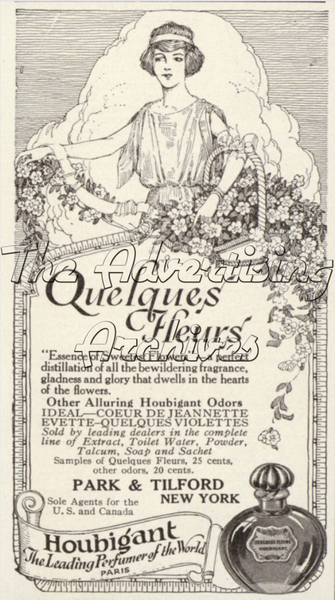 Quelques
Fleurs
"Essence of Sweetest Flowers" A perfect
distillation of all the bewildering fragrance,
gladness and glory that dwells in the hearts
of the flowers.
Other Alluring Houbigant Odors
IDEAL—COEUR DE JEANNETTE
EVETTE—QUELQUES VIOLETTES
Sold by leading dealers in the complete
line of Extract, Toilet Water, Powder,
Talcum, Soap and Sachet
Samples of Quelques Fleurs, 25 cents,
other odors, 20 cents.
PARK & TILFORD
Sole Agents for the
U. S. and Canada
NEW YORK
Houbigant
The Leading Perfumer of the World
PARIS
QUELQUES FLEURS
HOUBIGANT
The Advertising
Archives